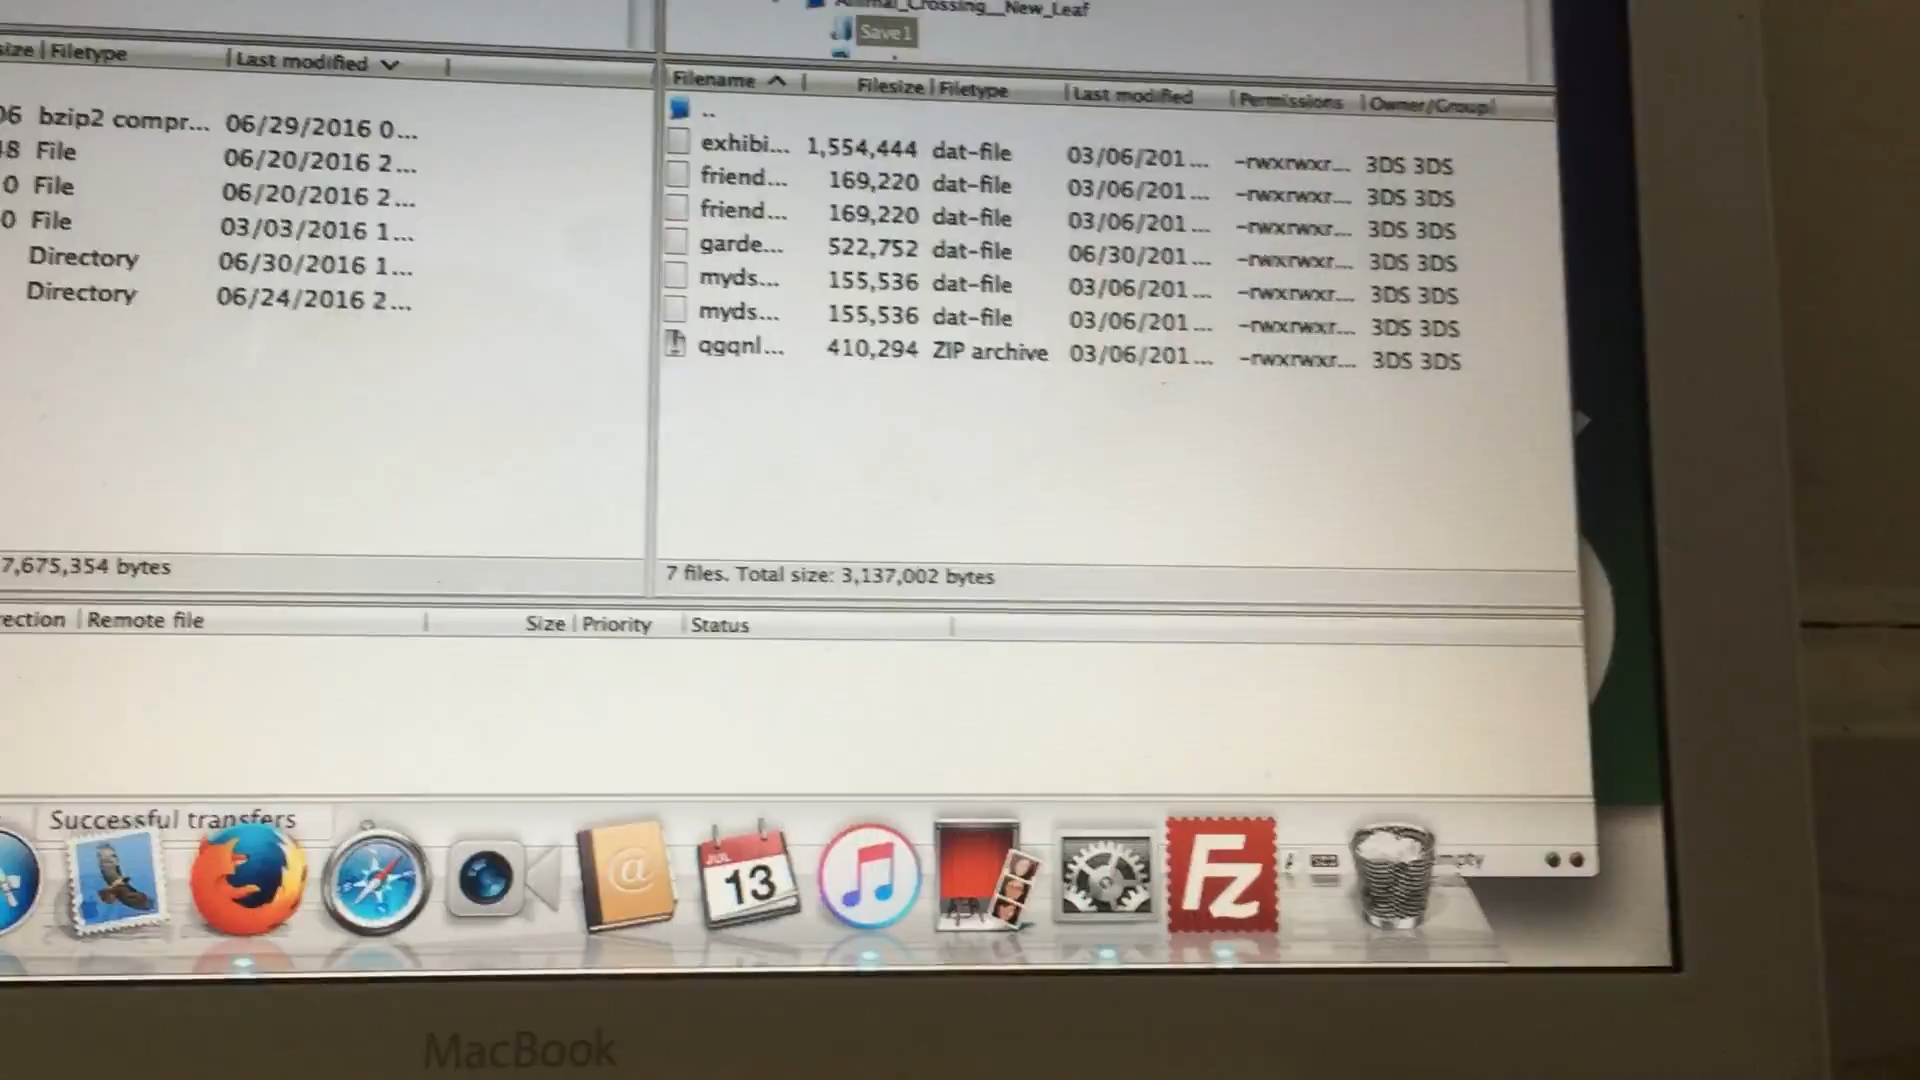 Animal_Crossing__New_Leaf
Save1
size Filetype Last modified
06 bzip2 compr... 06/29/2016 0...
48 File 06/20/2016 2...
0 File 06/20/2016 2...
0 File 03/03/2016 1...
Directory 06/30/2016 1...
Directory 06/24/2016 2...
7,675,354 bytes
Filename Filesize Filetype Last modified Permissions Owner/Group
..
exhibi... 1,554,444 dat-file 03/06/201... -rwxrwxr... 3DS 3DS
friend... 169,220 dat-file 03/06/201... -rwxrwxr... 3DS 3DS
friend... 169,220 dat-file 03/06/201... -rwxrwxr... 3DS 3DS
garde... 522,752 dat-file 06/30/201... -rwxrwxr... 3DS 3DS
myds... 155,536 dat-file 03/06/201... -rwxrwxr... 3DS 3DS
myds... 155,536 dat-file 03/06/201... -rwxrwxr... 3DS 3DS
qgqnl... 410,294 ZIP archive 03/06/201... -rwxrwxr... 3DS 3DS
7 files. Total size: 3,137,002 bytes
rection Remote file Size Priority Status
Successful transfers
JUL
13
@
Fz
mpty
MacBook